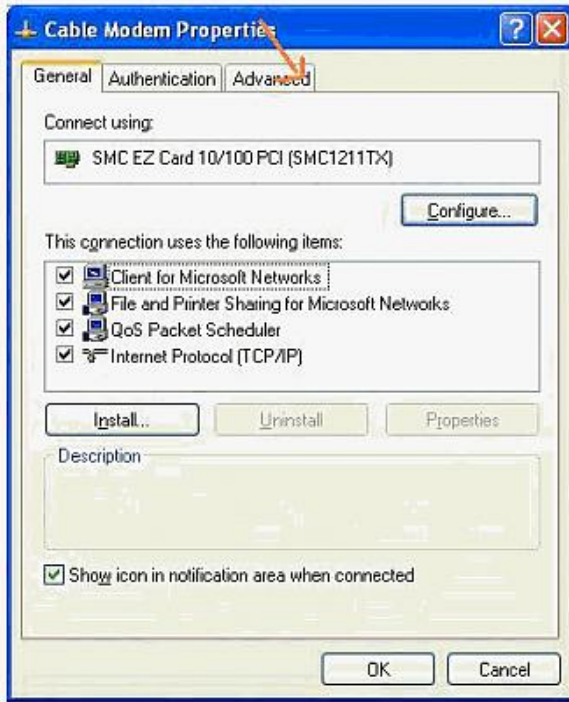 Cable Modem Properties
General Authentication Advanced
Connect using:
SMC EZ Card 10/100 PCI (SMC1211TX)
Configure...
This connection uses the following items:
Client for Microsoft Networks
File and Printer Sharing for Microsoft Networks
QoS Packet Scheduler
Internet Protocol (TCP/IP)
Install... Uninstall Properties
Description
Show icon in notification area when connected
OK Cancel